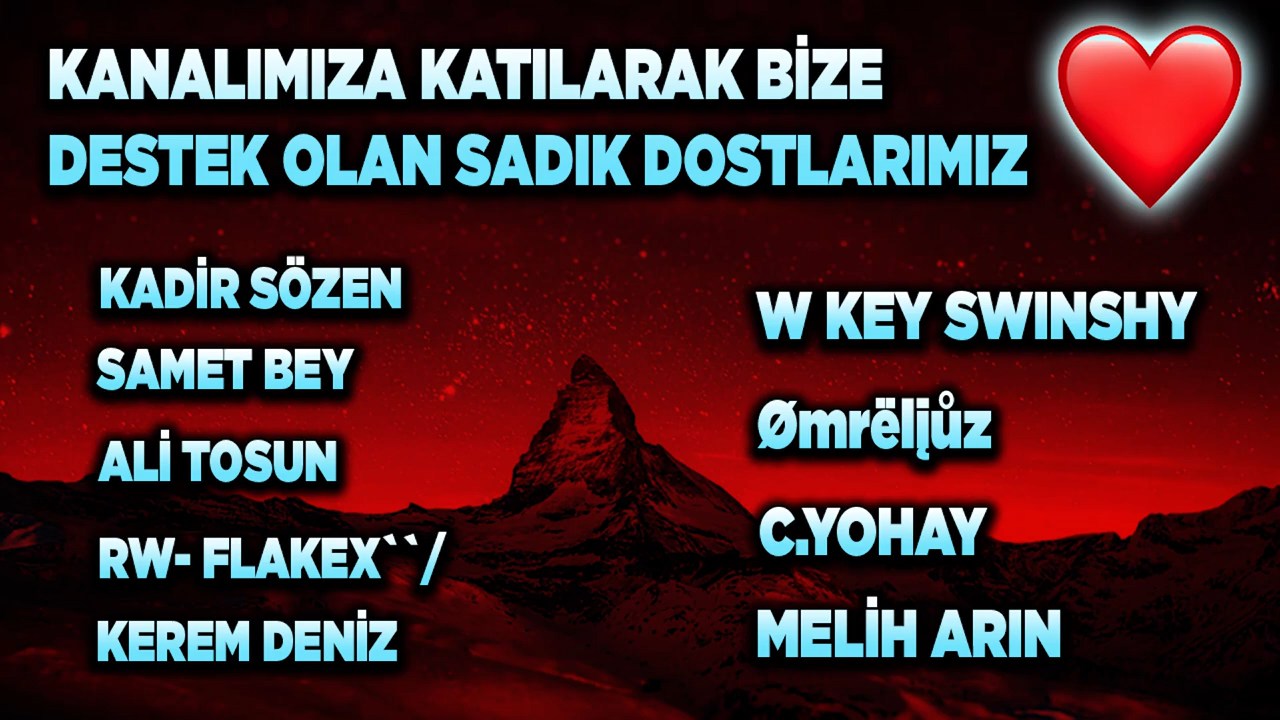 KANALIMIZA KATILARAK BİZE
DESTEK OLAN SADIK DOSTLARIMIZ
KADİR SÖZEN
SAMET BEY
ALİ TOSUN
RW- FLAKEX``/
KEREM DENİZ
W KEY SWINSHY
Ømrëlįůz
C.YOHAY
MELİH ARIN